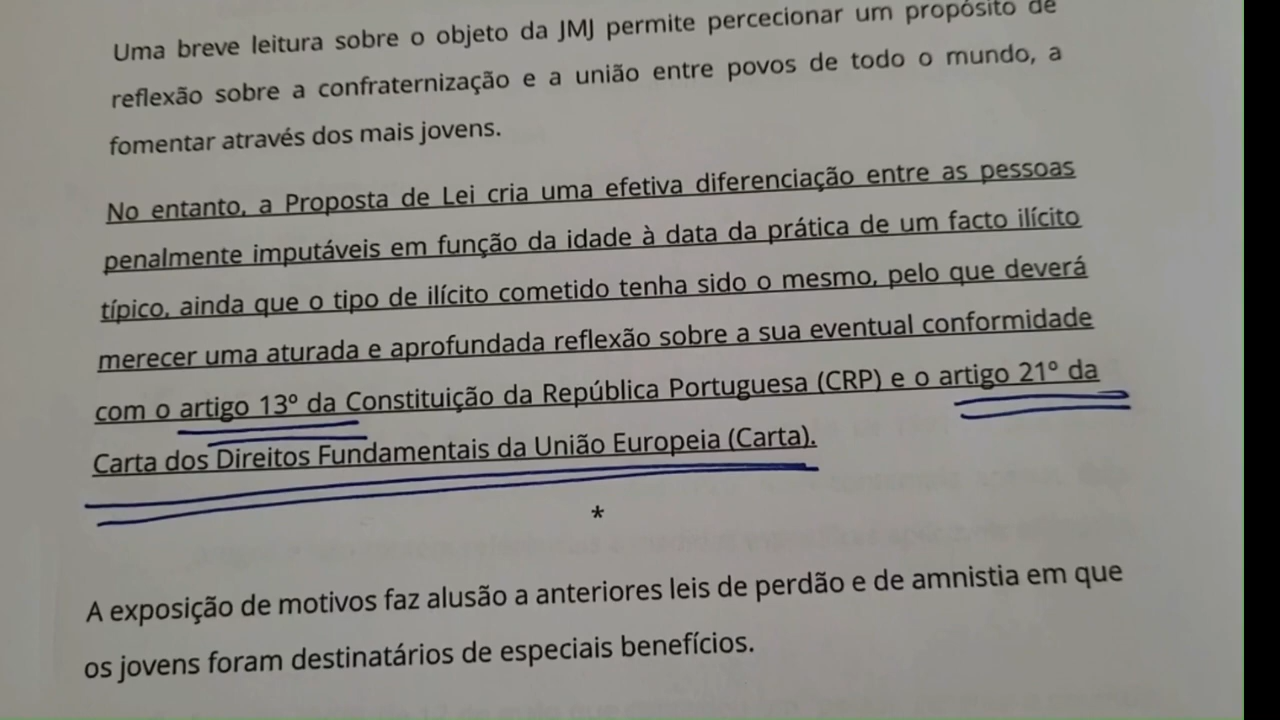 Uma breve leitura sobre o objeto da JMJ permite percecionar um propósito de
reflexão sobre a confraternização e a união entre povos de todo o mundo, a
fomentar através dos mais jovens.
No entanto, a Proposta de Lei cria uma efetiva diferenciação entre as pessoas
penalmente imputáveis em função da idade à data da prática de um facto ilícito
típico, ainda que o tipo de ilícito cometido tenha sido o mesmo, pelo que deverá
merecer uma aturada e aprofundada reflexão sobre a sua eventual conformidade
com o artigo 13º da Constituição da República Portuguesa (CRP) e o artigo 21º da
Carta dos Direitos Fundamentais da União Europeia (Carta).
*
A exposição de motivos faz alusão a anteriores leis de perdão e de amnistia em que
os jovens foram destinatários de especiais benefícios.